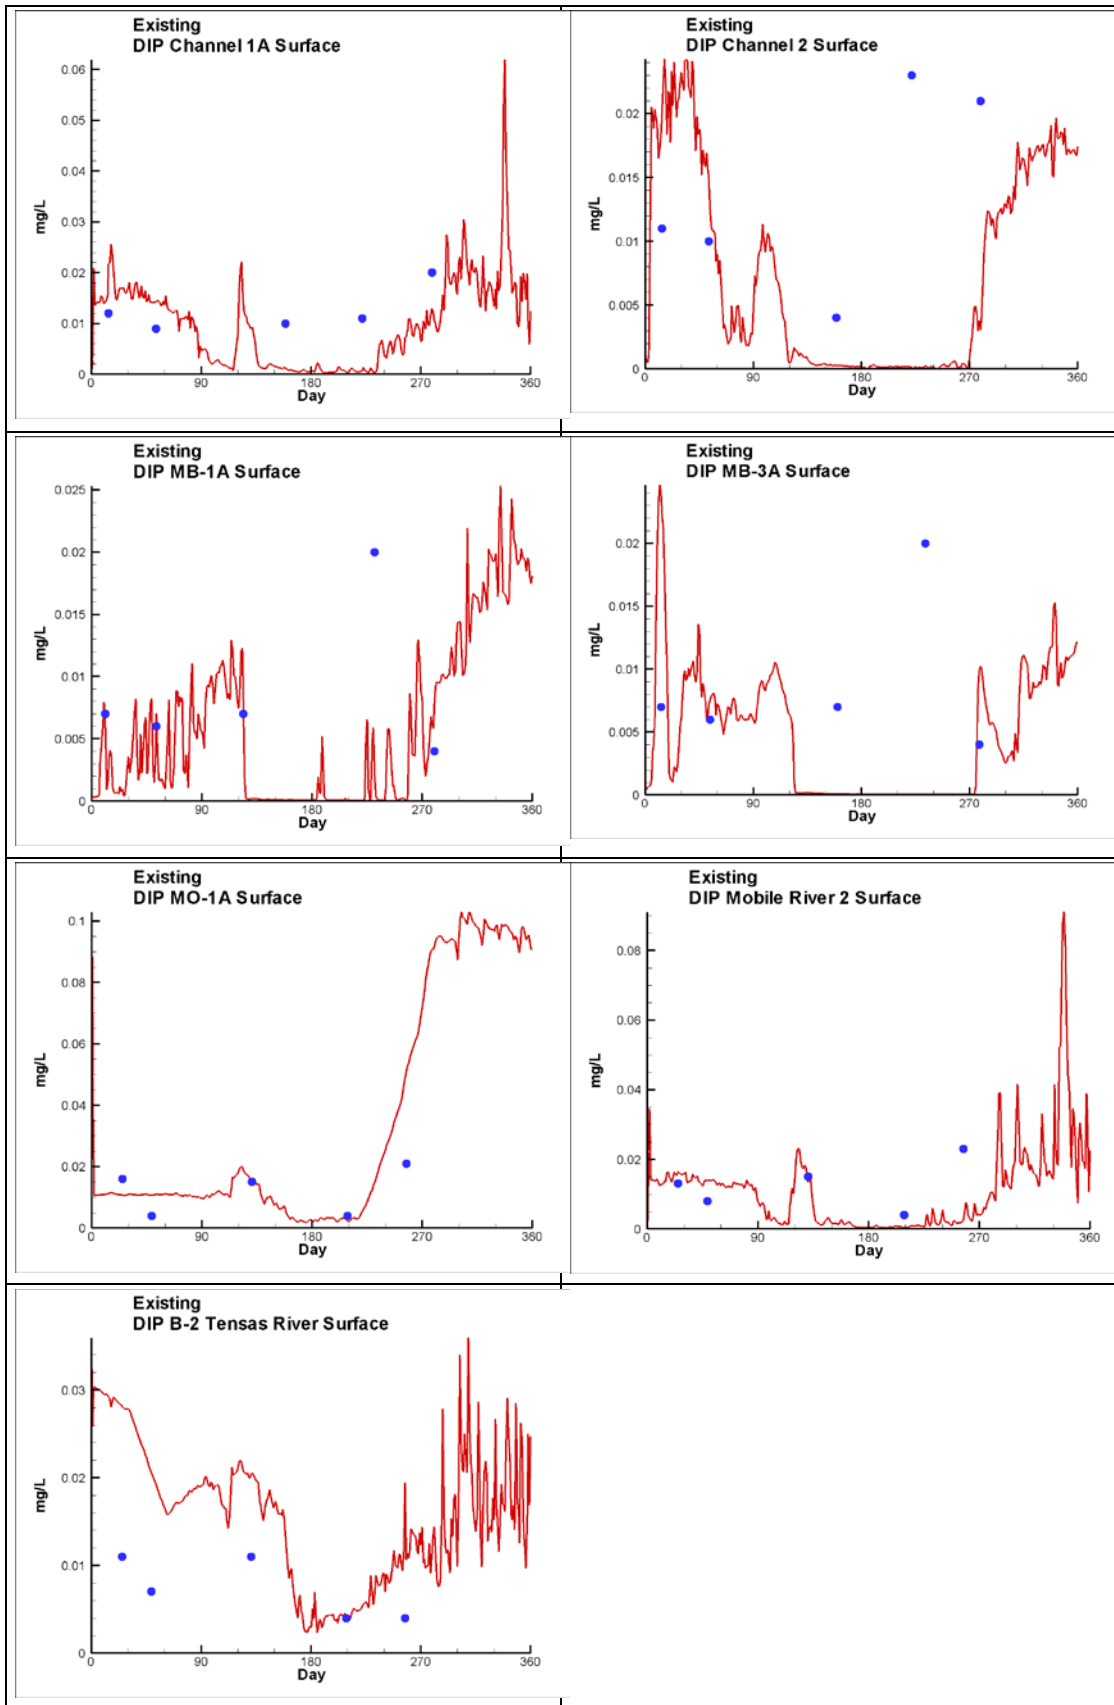 Existing
DIP Channel 1A Surface
mg/L
0.06
0.05
0.04
0.03
0.02
0.01
0
0 90 180 270 360
Day
Existing
DIP Channel 2 Surface
mg/L
0.02
0.015
0.01
0.005
0
0 90 180 270 360
Day
Existing
DIP MB-1A Surface
mg/L
0.025
0.02
0.015
0.01
0.005
0
0 90 180 270 360
Day
Existing
DIP MB-3A Surface
mg/L
0.02
0.015
0.01
0.005
0
0 90 180 270 360
Day
Existing
DIP MO-1A Surface
mg/L
0.1
0.08
0.06
0.04
0.02
0
0 90 180 270 360
Day
Existing
DIP Mobile River 2 Surface
mg/L
0.08
0.06
0.04
0.02
0
0 90 180 270 360
Day
Existing
DIP B-2 Tensas River Surface
mg/L
0.03
0.02
0.01
0
0 90 180 270 360
Day